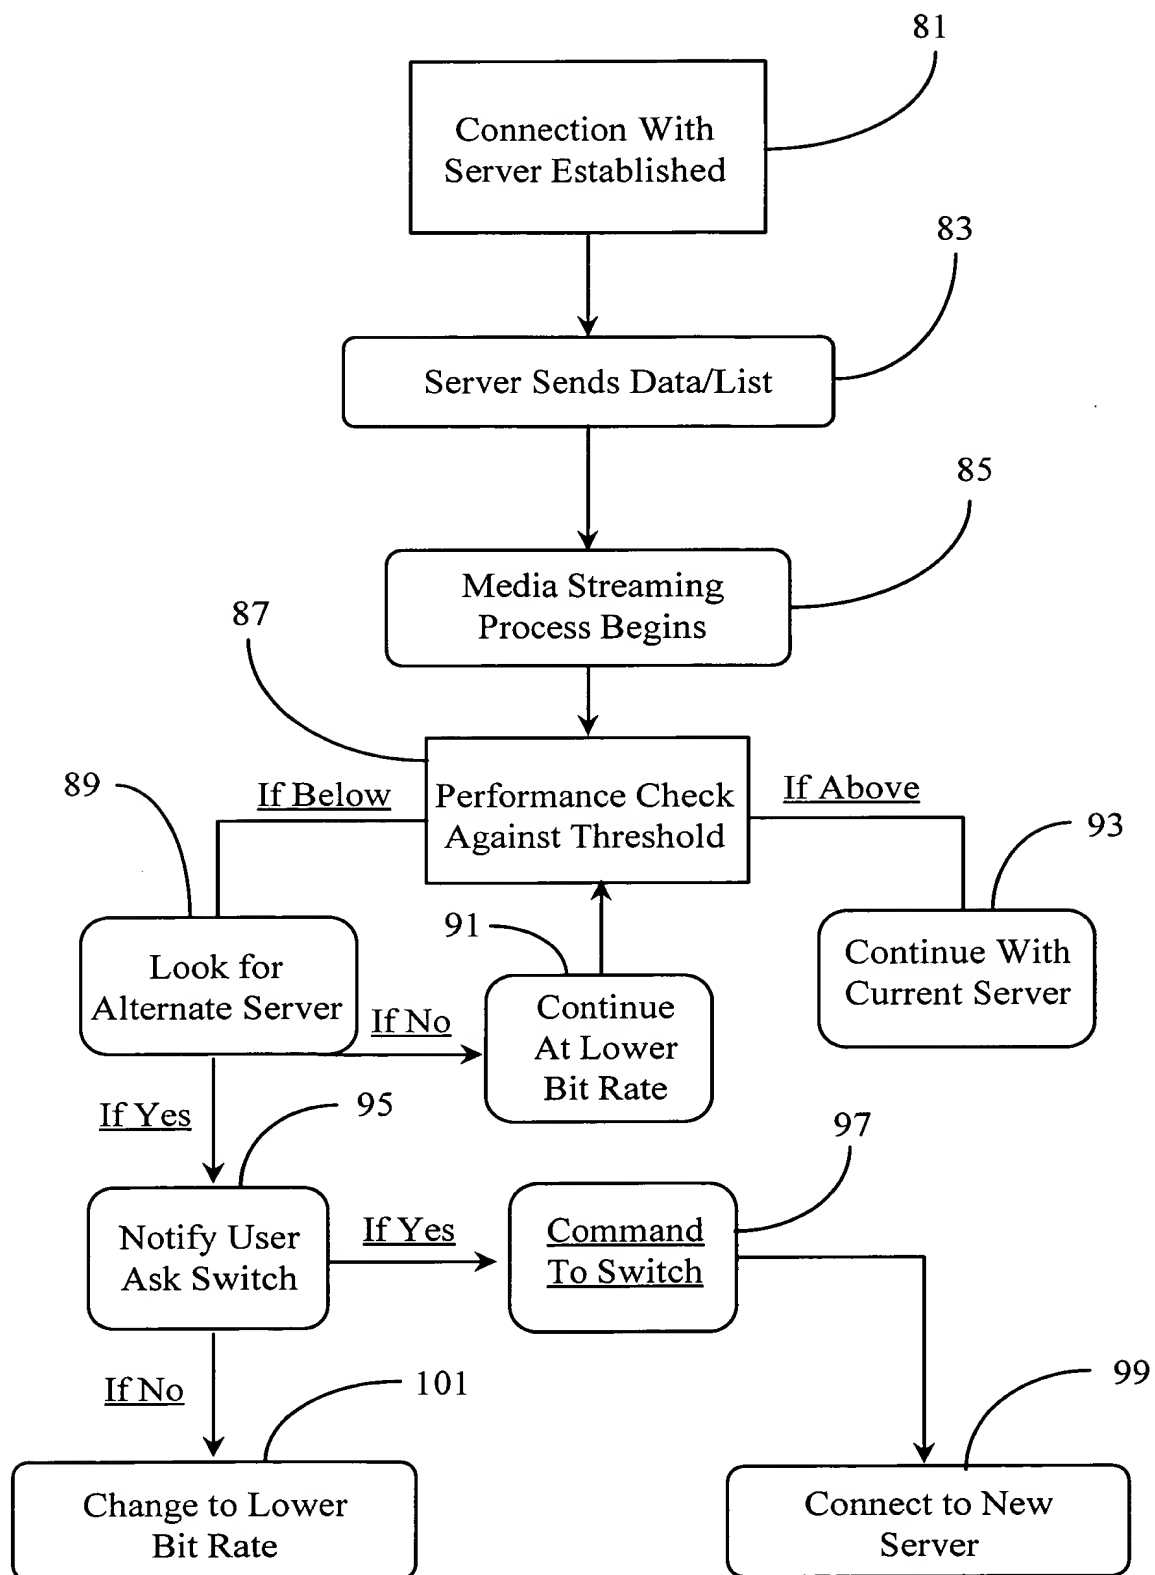 81
Connection With
Server Established
83
Server Sends Data/List
85
Media Streaming
Process Begins
87
Performance Check
Against Threshold
If Below
If Above
89
93
Look for
Alternate Server
91
Continue With
Current Server
If No
Continue
At Lower
Bit Rate
If Yes
95
97
Notify User
Ask Switch
If Yes
Command
To Switch
If No
101
99
Change to Lower
Bit Rate
Connect to New
Server